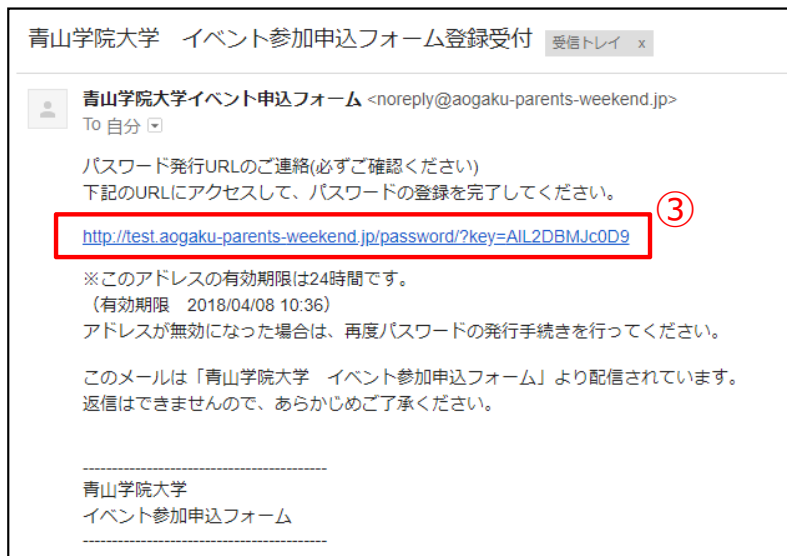 青山学院大学　イベント参加申込フォーム登録受付 受信トレイ x
青山学院大学イベント申込フォーム <noreply@aogaku-parents-weekend.jp>
To 自分
パスワード発行URLのご連絡(必ずご確認ください)
下記のURLにアクセスして、パスワードの登録を完了してください。
③
http://test.aogaku-parents-weekend.jp/password/?key=AIL2DBMJc0D9
※このアドレスの有効期限は24時間です。
（有効期限　2018/04/08 10:36）
アドレスが無効になった場合は、再度パスワードの発行手続きを行ってください。
このメールは「青山学院大学　イベント参加申込フォーム」より配信されています。
返信はできませんので、あらかじめご了承ください。
------------------------------------------
青山学院大学
イベント参加申込フォーム
------------------------------------------